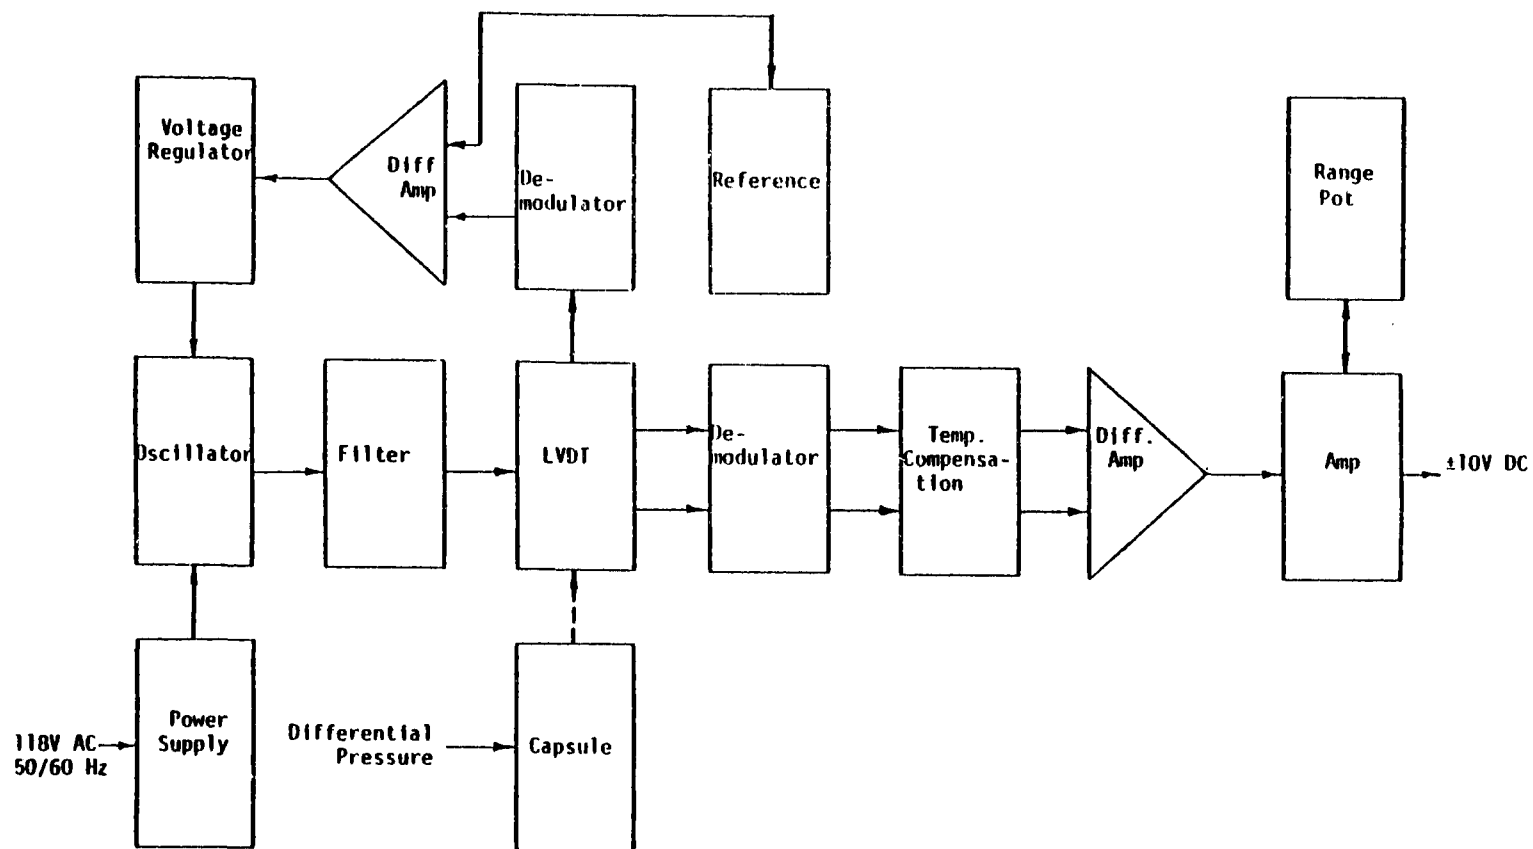 Voltage
Regulator
Diff
Amp
De-
modulator
Reference
Range
Pot
Oscillator
Filter
LVDT
De-
modulator
Temp.
Compensa-
tion
Diff.
Amp
Amp
±10V DC
118V AC
50/60 Hz
Power
Supply
Differential
Pressure
Capsule